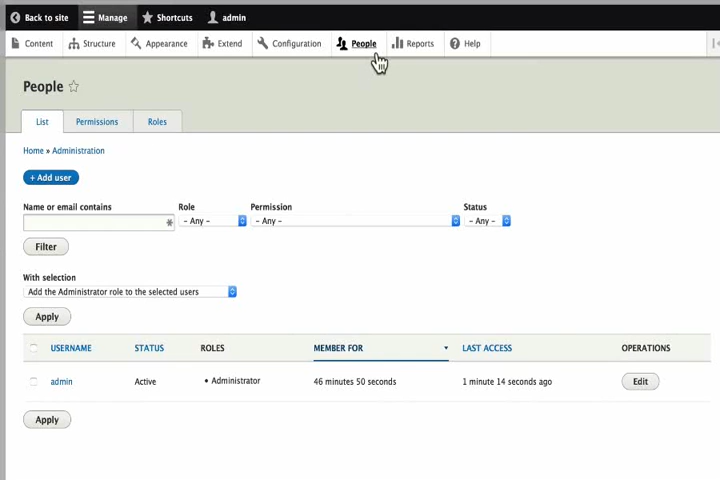 Back to site Manage Shortcuts admin
Content Structure Appearance Extend Configuration People Reports Help
People
List Permissions Roles
Home » Administration
+ Add user
Name or email contains Role Permission Status
- Any - - Any - - Any -
Filter
With selection
Add the Administrator role to the selected users
Apply
USERNAME STATUS ROLES MEMBER FOR LAST ACCESS OPERATIONS
admin Active • Administrator 46 minutes 50 seconds 1 minute 14 seconds ago Edit
Apply